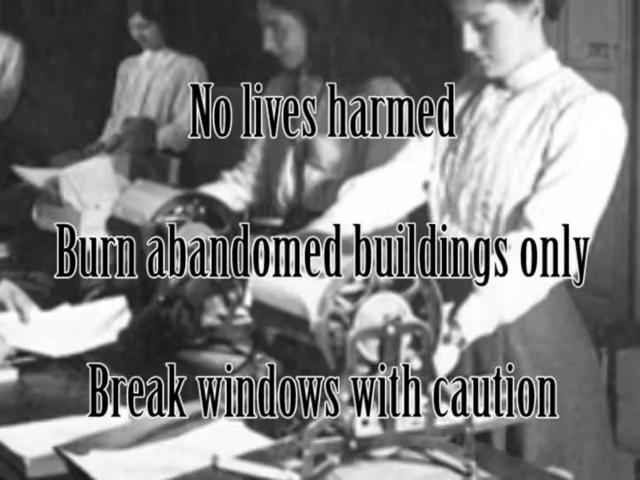 No lives harmed
Burn abandomed buildings only
Break windows with caution